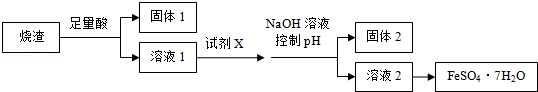 烧渣
足量酸
固体 1
溶液 1
试剂 X
NaOH 溶液
控制 pH
固体 2
溶液 2
FeSO₄・7H₂O